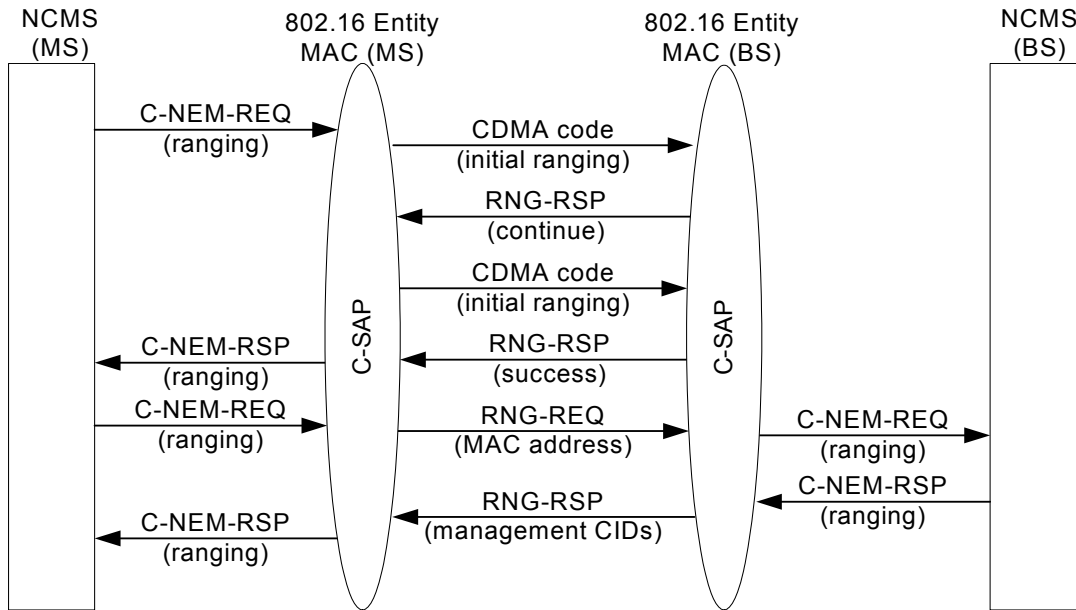 NCMS
(MS)
802.16 Entity
MAC (MS)
802.16 Entity
MAC (BS)
NCMS
(BS)
C-NEM-REQ
(ranging)
CDMA code
(initial ranging)
RNG-RSP
(continue)
CDMA code
(initial ranging)
C-SAP
C-SAP
C-NEM-RSP
(ranging)
RNG-RSP
(success)
C-NEM-REQ
(ranging)
RNG-REQ
(MAC address)
C-NEM-REQ
(ranging)
C-NEM-RSP
(ranging)
RNG-RSP
(management CIDs)
C-NEM-RSP
(ranging)